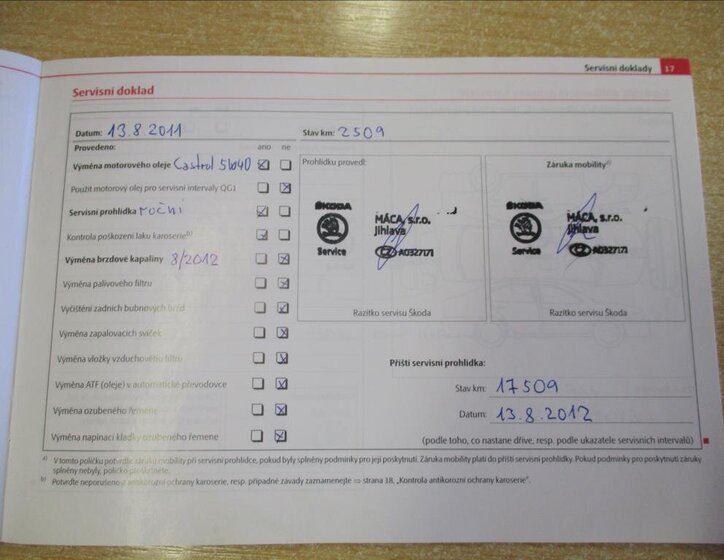 Servisní doklady 17
Servisní doklad
Datum: 13.8 2011
Stav km: 2509
Provedeno: ano ne
Výměna motorového oleje Castrol 5W40
Použit motorový olej pro servisní intervaly QG1
Servisní prohlídka roční
Kontrola poškození laku karoserie b)
Výměna brzdové kapaliny 8/2012
Výměna palivového filtru
Vyčištění zadních bubnových brzd
Výměna zapalovacích svíček
Výměna vložky vzduchového filtru
Výměna ATF (oleje) v automatické převodovce
Výměna ozubeného řemene
Výměna napínací kladky ozubeného řemene
Prohlídku provedl:
ŠKODA
Service
MÁCA, s.r.o.
Jihlava
CZ A0327171
Razítko servisu Škoda
Záruka mobility a)
ŠKODA
Service
MÁCA, s.r.o.
Jihlava
CZ A0327171
Razítko servisu Škoda
Příští servisní prohlídka:
Stav km: 17509
Datum: 13.8.2012
(podle toho, co nastane dříve, resp. podle ukazatele servisních intervalů)
a) V tomto políčku potvrďte záruku mobility při servisní prohlídce, pokud byly splněny podmínky pro její poskytnutí. Záruka mobility platí do příští servisní prohlídky. Pokud podmínky pro poskytnutí záruky
splněny nebyly, políčko proškrtněte.
b) Potvrďte neporušenost antikorozní ochrany karoserie, resp. případné závady zaznamenejte ⇒ strana 18, „Kontrola antikorozní ochrany karoserie“.